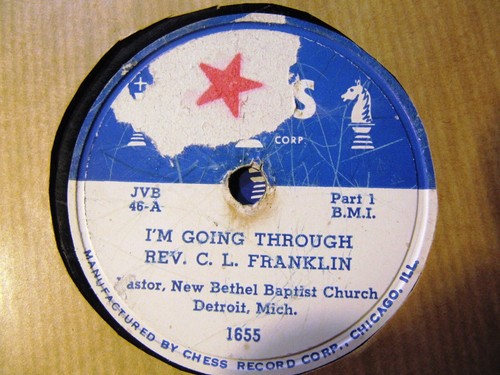 S
CORP.
JVB
46-A
Part 1
B.M.I.
I'M GOING THROUGH
REV. C. L. FRANKLIN
astor, New Bethel Baptist Church
Detroit, Mich.
1655
MANUFACTURED BY CHESS RECORD CORP., CHICAGO, ILL.